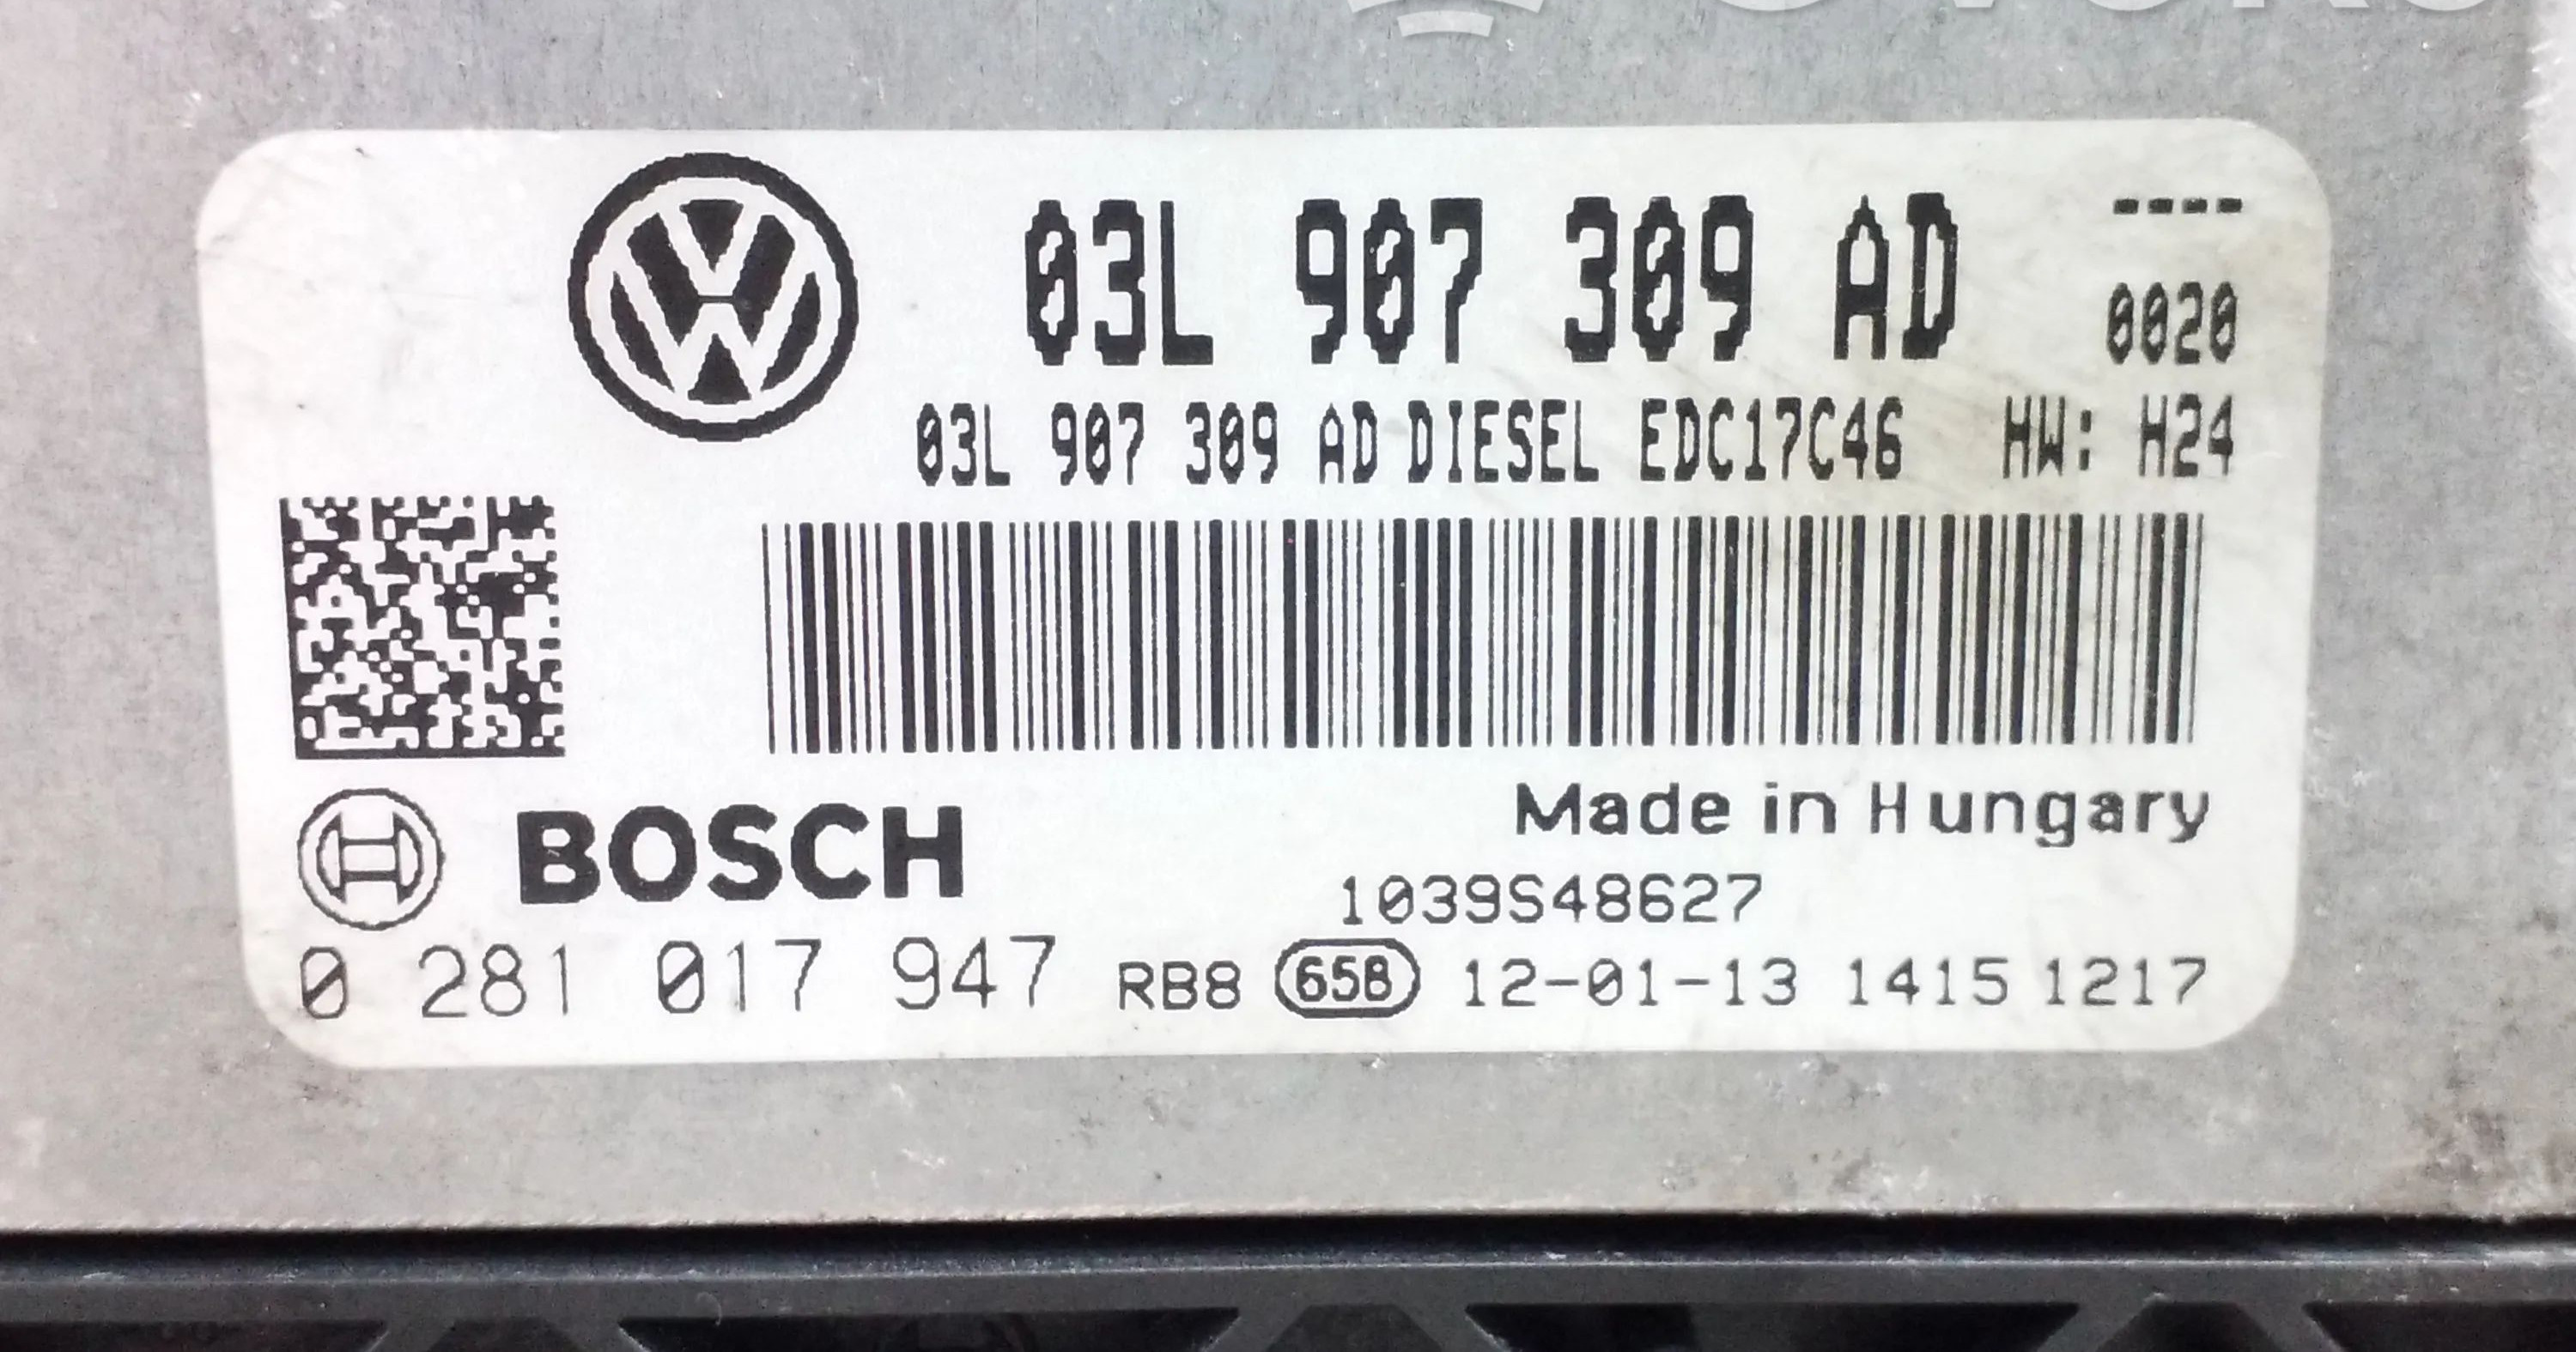 03L 907 309 AD ----
0020
03L 907 309 AD DIESEL EDC17C46 HW: H24
BOSCH
Made in Hungary
1039S48627
0 281 017 947 RB8 65B 12-01-13 1415 1217